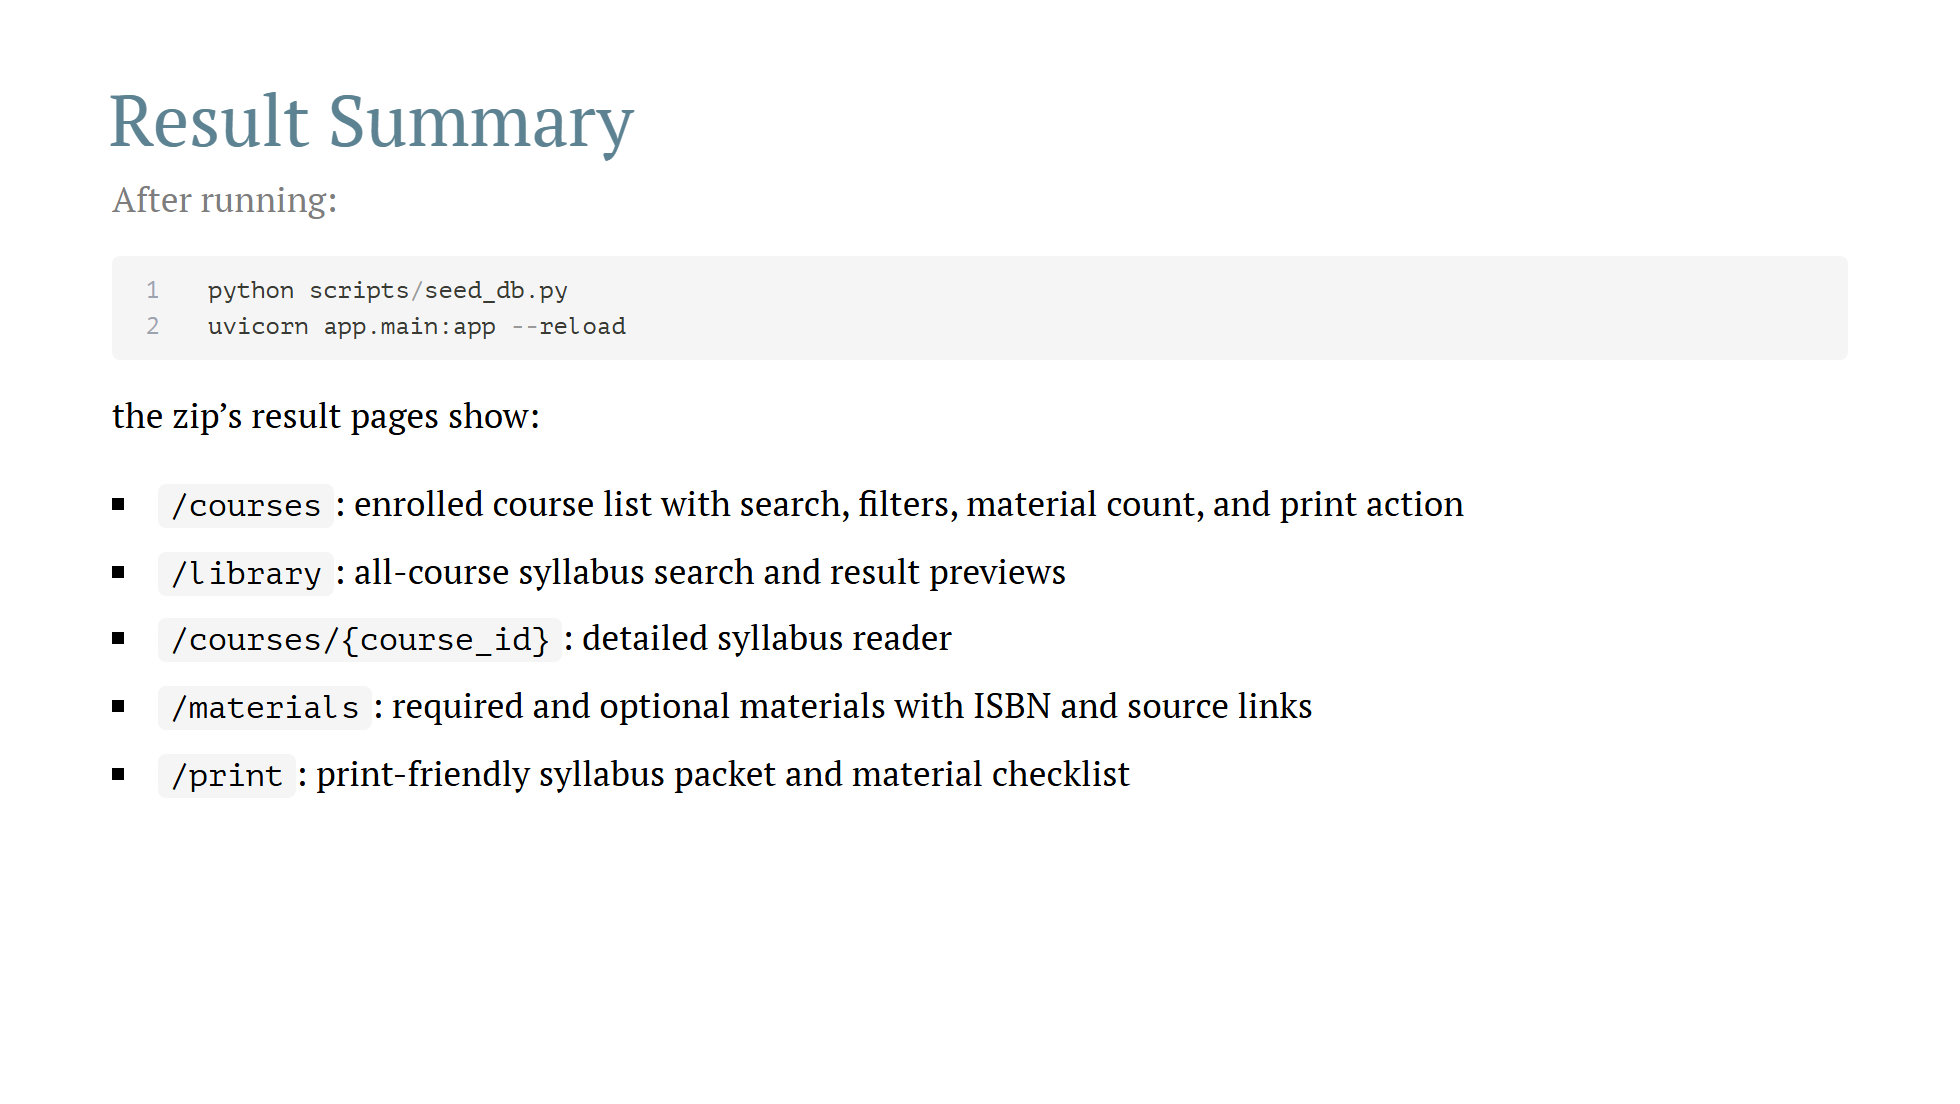 Result Summary
After running:
1 python scripts/seed_db.py
2 uvicorn app.main:app --reload
the zip’s result pages show:
▪ /courses : enrolled course list with search, filters, material count, and print action
▪ /library : all-course syllabus search and result previews
▪ /courses/{course_id} : detailed syllabus reader
▪ /materials : required and optional materials with ISBN and source links
▪ /print : print-friendly syllabus packet and material checklist